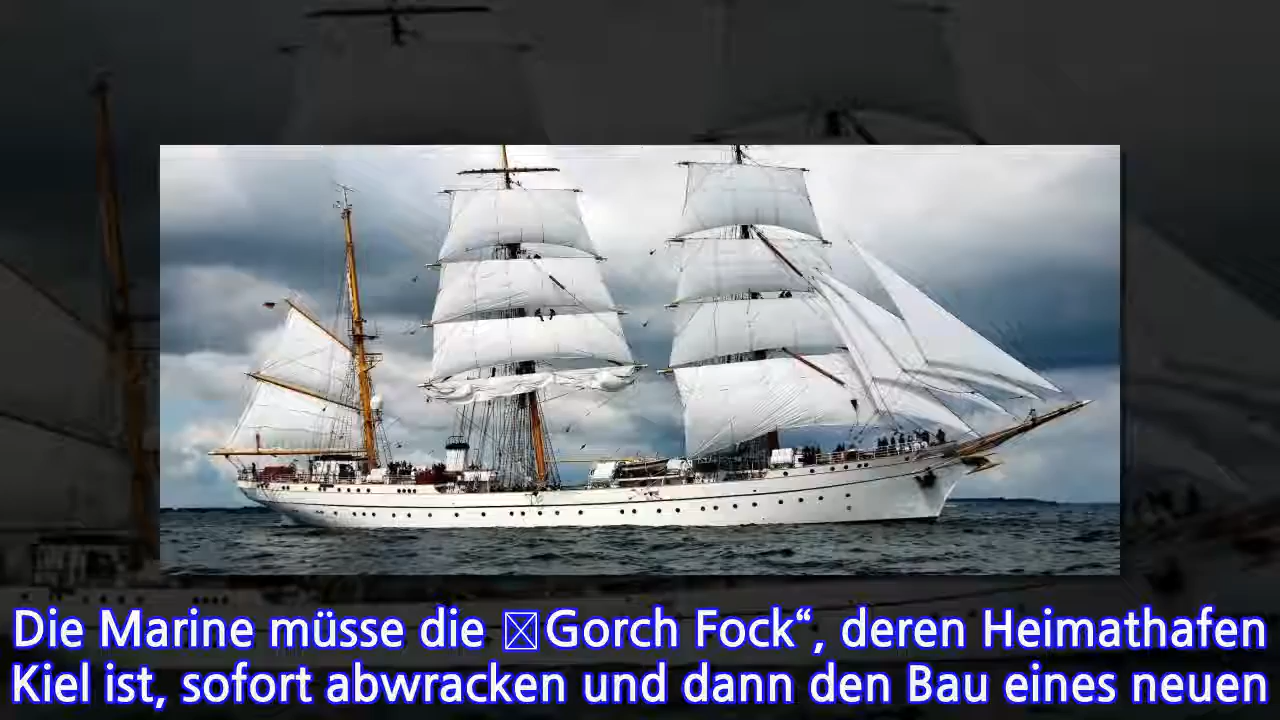 Die Marine müsse die Gorch Fock“, deren Heimathafen
Kiel ist, sofort abwracken und dann den Bau eines neuen